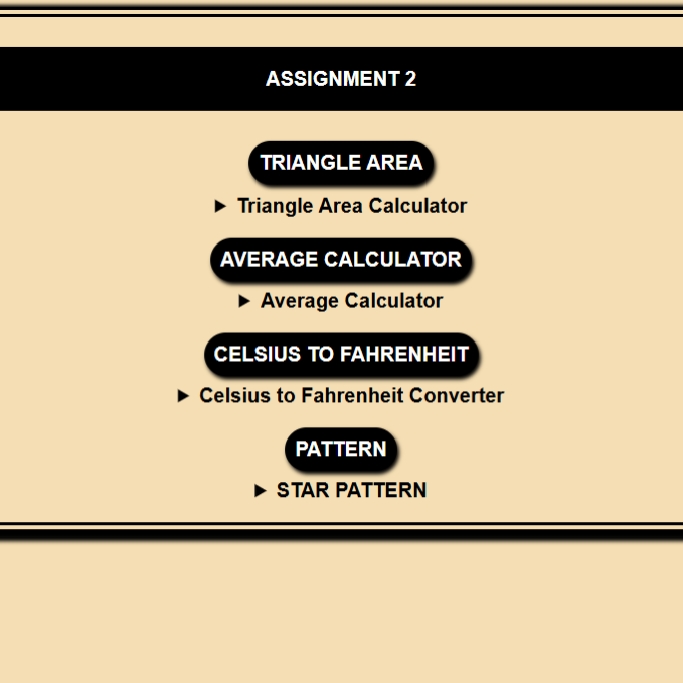 ASSIGNMENT 2
TRIANGLE AREA
Triangle Area Calculator
AVERAGE CALCULATOR
Average Calculator
CELSIUS TO FAHRENHEIT
Celsius to Fahrenheit Converter
PATTERN
STAR PATTERN